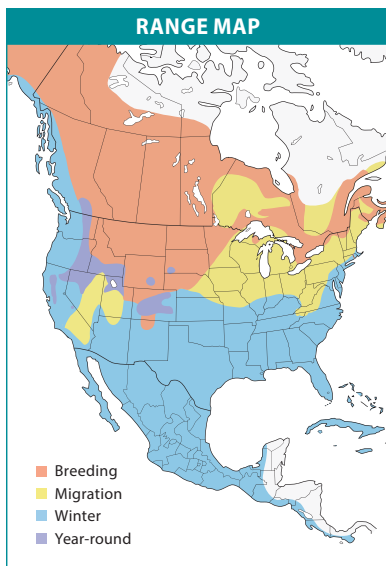 RANGE MAP
Breeding
Migration
Winter
Year-round